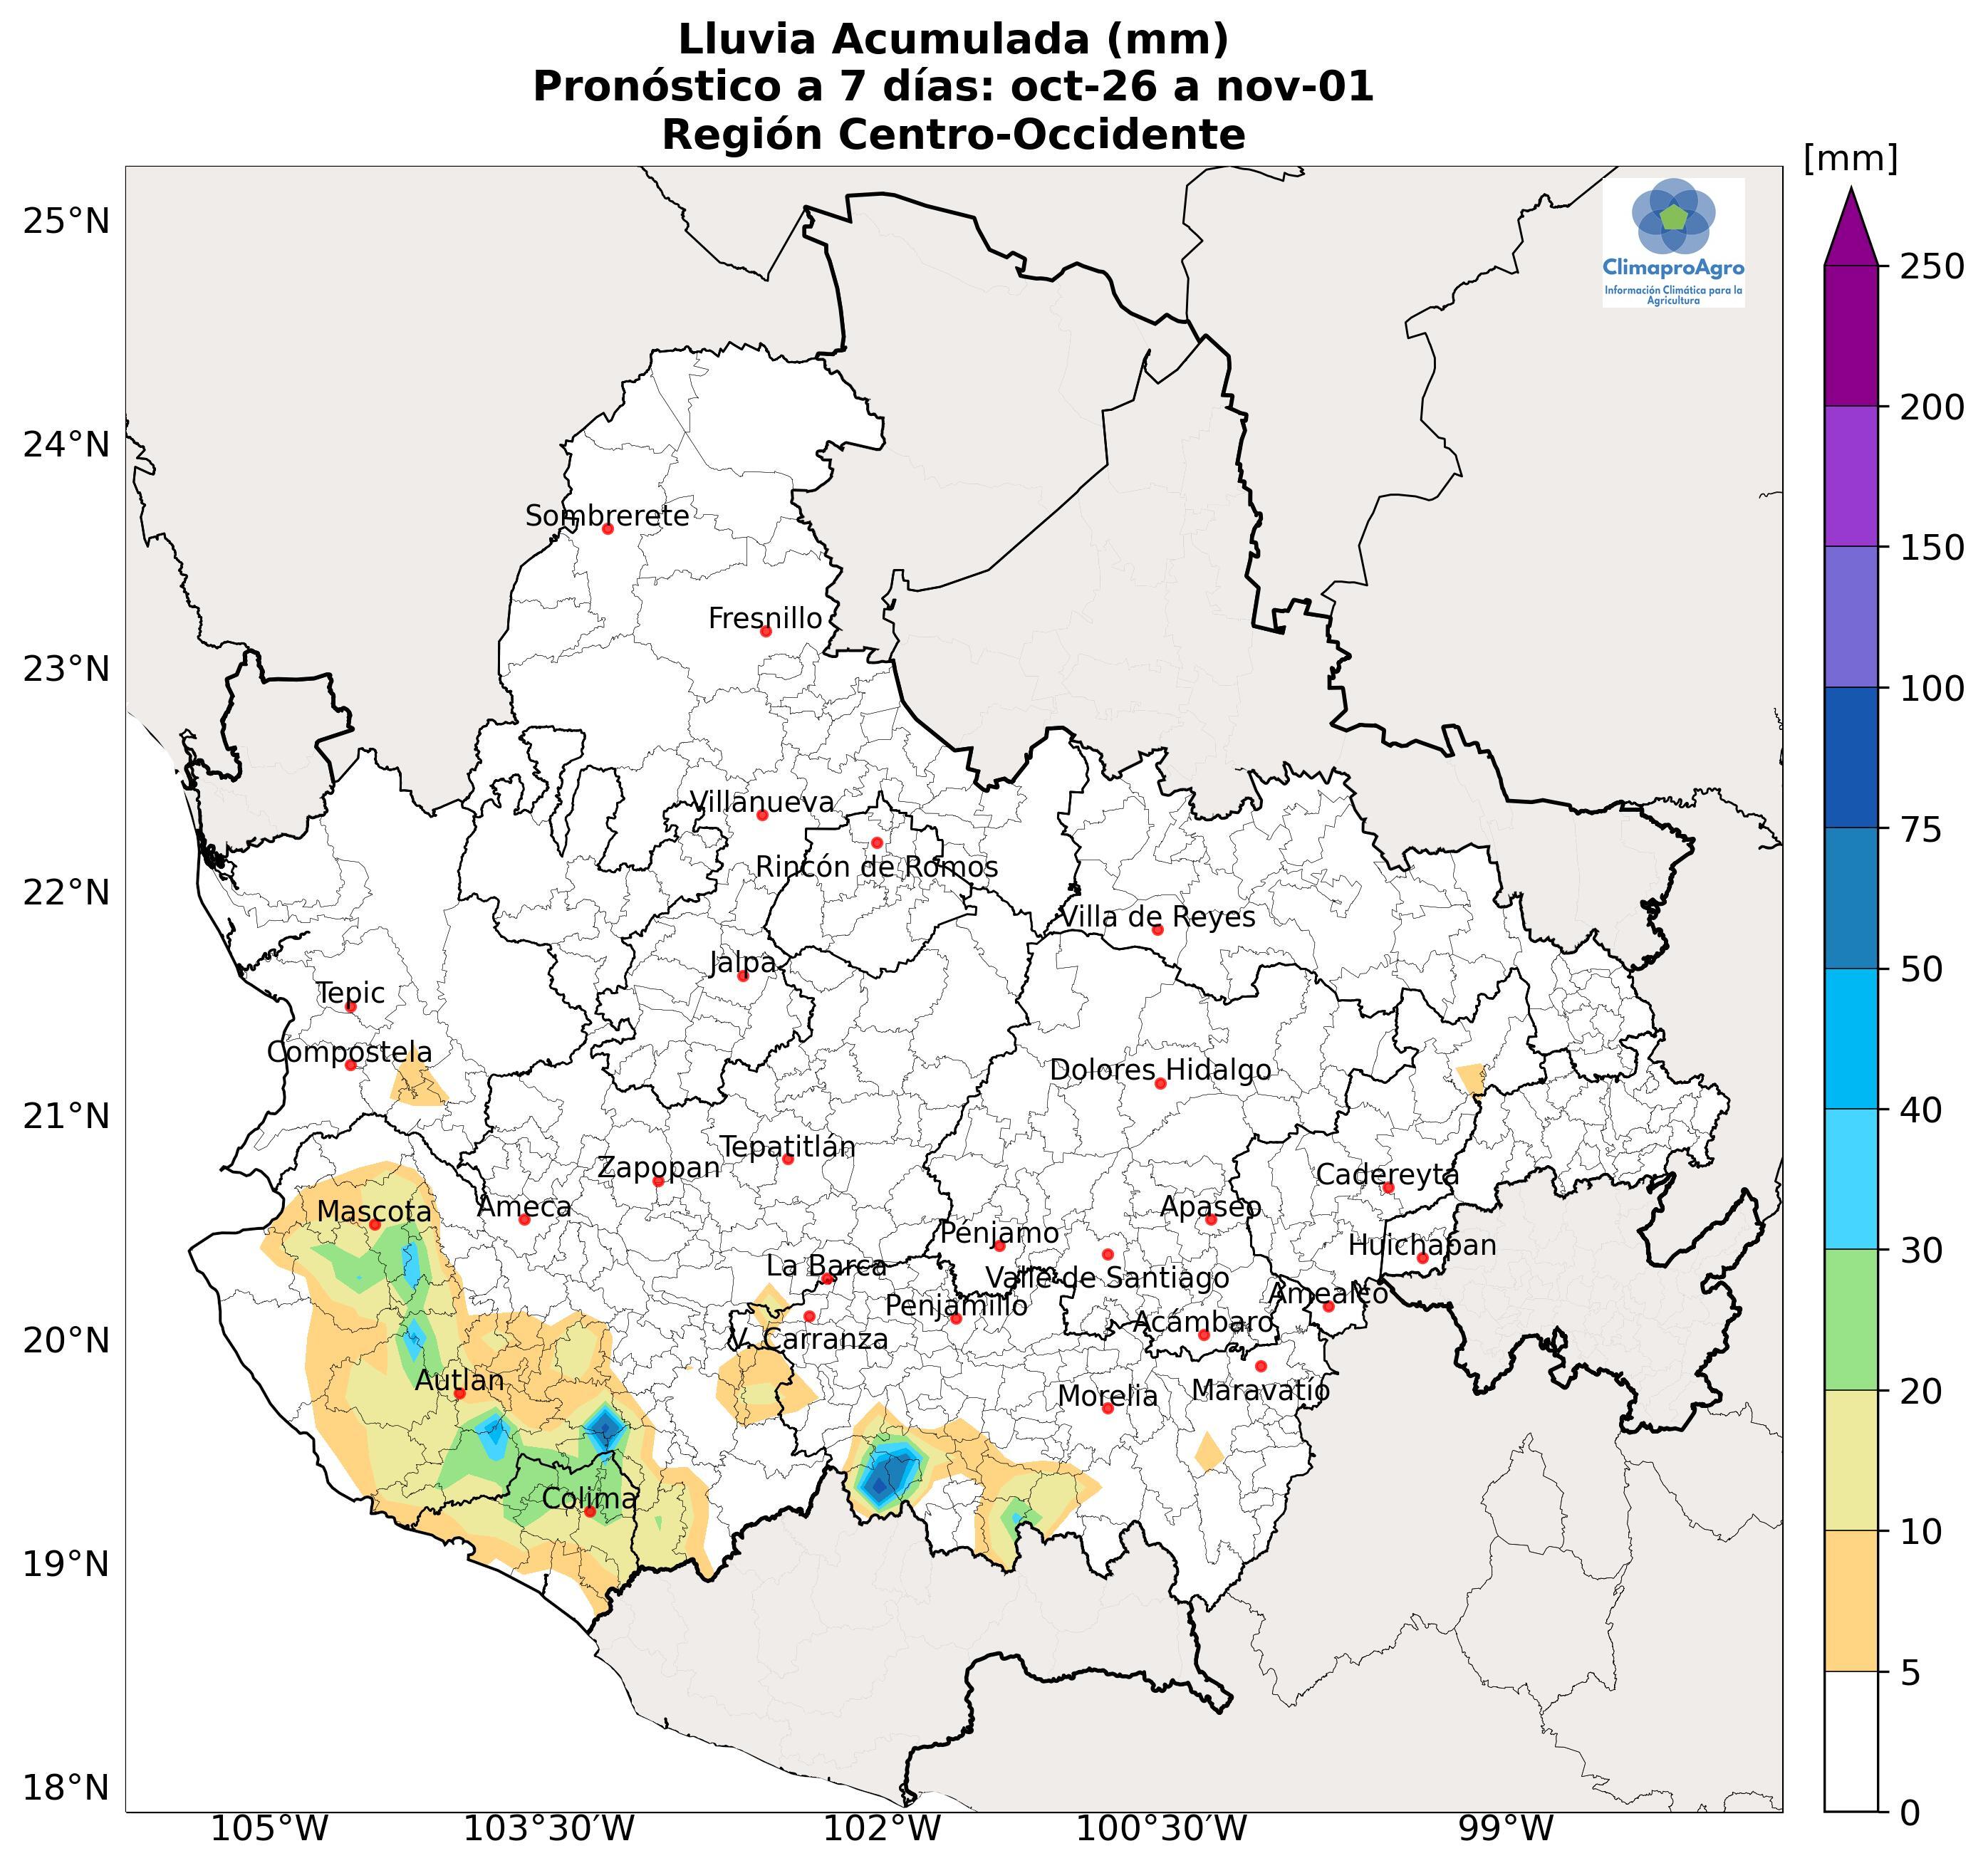 Lluvia Acumulada (mm)
Pronóstico a 7 días: oct-26 a nov-01
Región Centro-Occidente
[mm]
25°N
ClimaproAgro
Información Climática para la
Agricultura
250
200
24°N
Sombrerete
150
Fresnillo
23°N
100
Villanueva
75
Rincón de Romos
22°N
Villa de Reyes
Jalpa
50
Tepic
Compostela
Dolores Hidalgo
21°N
40
Tepatitlán
Zapopan
Cadereyta
Mascota
Ameca
Apaseo
Pénjamo
Huichapan
30
La Barca
Valle de Santiago
Amealco
Penjamillo
Acámbaro
20°N
V. Carranza
Autlan
Morelia
Maravatío
20
Colima
10
19°N
5
18°N
0
105°W
103°30'W
102°W
100°30'W
99°W